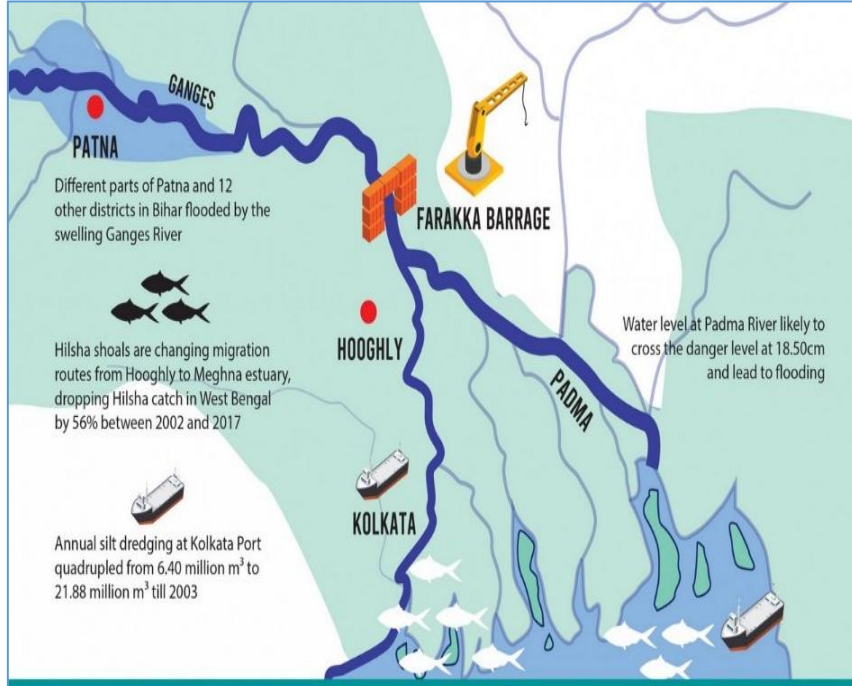 GANGES
PATNA
Different parts of Patna and 12
other districts in Bihar flooded by the
swelling Ganges River
FARAKKA BARRAGE
HOOGHLY
Hilsha shoals are changing migration
routes from Hooghly to Meghna estuary,
dropping Hilsha catch in West Bengal
by 56% between 2002 and 2017
Water level at Padma River likely to
cross the danger level at 18.50cm
and lead to flooding
PADMA
KOLKATA
Annual silt dredging at Kolkata Port
quadrupled from 6.40 million m³ to
21.88 million m³ till 2003